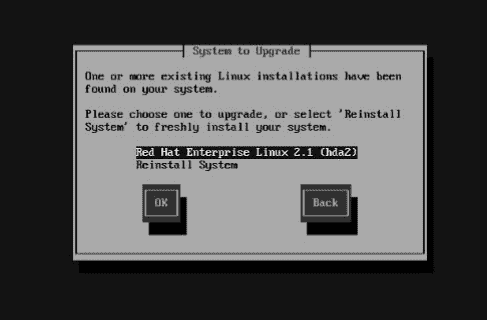 System to Upgrade
One or more existing Linux installations have been
found on your system.
Please choose one to upgrade, or select 'Reinstall
System' to freshly install your system.
Red Hat Enterprise Linux 2.1 (hda2)
Reinstall System
OK Back